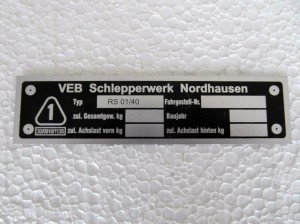 VEB Schlepperwerk Nordhausen
Typ RS 01/40 Fahrgestell-Nr.
1 zul. Gesamtgew. kg Baujahr
zul. Achslast vorn kg zul. Achslast hinten kg